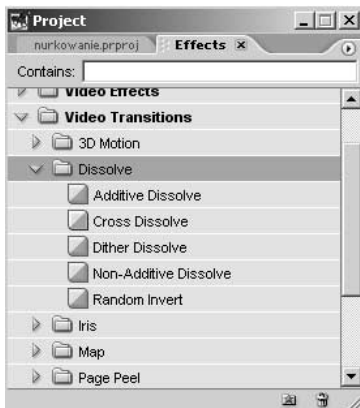 Project
nurkowanie.prproj Effects
Contains:
Video Effects
Video Transitions
3D Motion
Dissolve
Additive Dissolve
Cross Dissolve
Dither Dissolve
Non-Additive Dissolve
Random Invert
Iris
Map
Page Peel